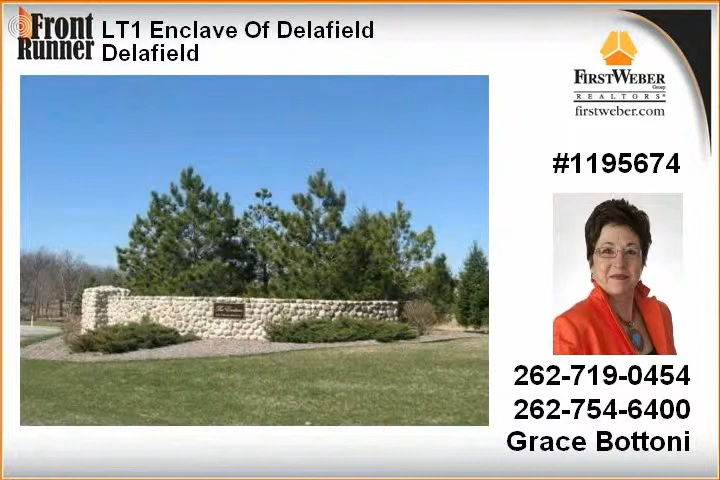 Front
Runner
LT1 Enclave Of Delafield
Delafield
FIRSTWEBER
Group
REALTORS®
firstweber.com
#1195674
262-719-0454
262-754-6400
Grace Bottoni